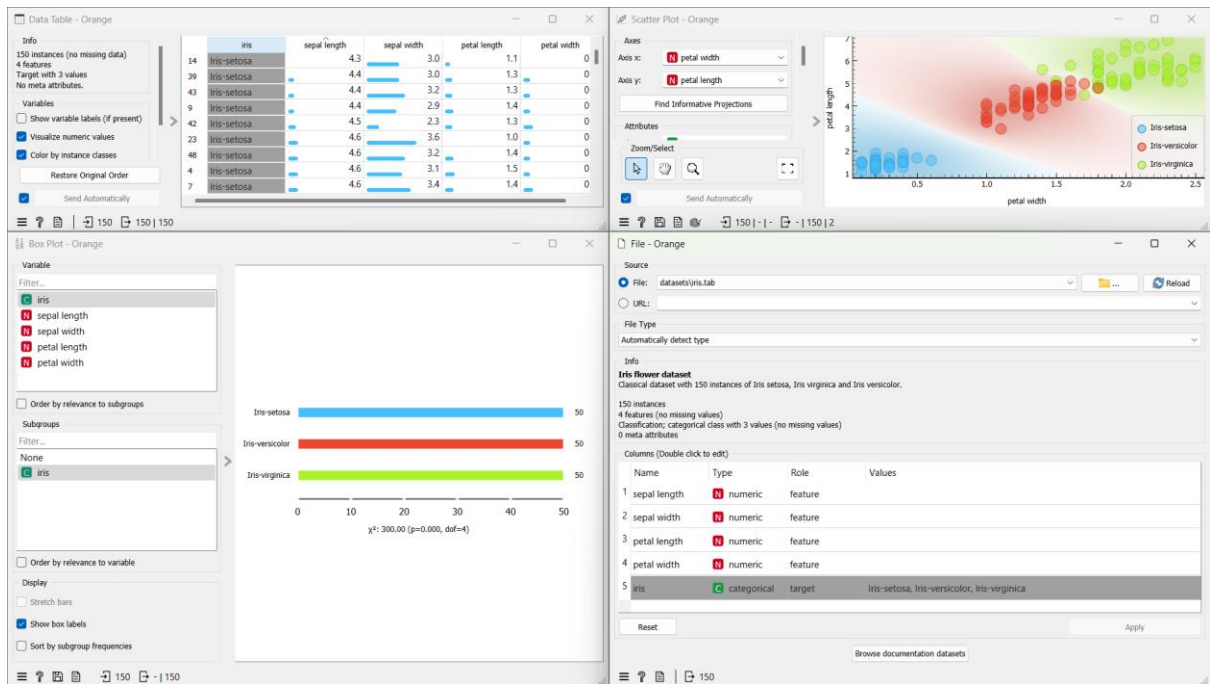 Data Table - Orange
Info
150 instances (no missing data)
4 features
Target with 3 values
No meta attributes.
Variables
Show variable labels (if present)
Visualize numeric values
Color by instance classes
Restore Original Order
Send Automatically
150 150 | 150
iris sepal length sepal width petal length petal width
14 Iris-setosa 4.3 3.0 1.1 0
39 Iris-setosa 4.4 3.0 1.3 0
43 Iris-setosa 4.4 3.2 1.3 0
9 Iris-setosa 4.4 2.9 1.4 0
42 Iris-setosa 4.5 2.3 1.3 0
23 Iris-setosa 4.6 3.6 1.0 0
48 Iris-setosa 4.6 3.2 1.4 0
4 Iris-setosa 4.6 3.1 1.5 0
7 Iris-setosa 4.6 3.4 1.4 0
Scatter Plot - Orange
Axes
Axis x: N petal width
Axis y: N petal length
Find Informative Projections
Attributes
Zoom/Select
Send Automatically
150 | - | - - | 150 | 2
petal length
7
6
5
4
3
2
1
0.5 1.0 1.5 2.0 2.5
petal width
Iris-setosa
Iris-versicolor
Iris-virginica
Box Plot - Orange
Variable
Filter...
C iris
N sepal length
N sepal width
N petal length
N petal width
Order by relevance to subgroups
Subgroups
Filter...
None
C iris
Order by relevance to variable
Display
Stretch bars
Show box labels
Sort by subgroup frequencies
150 - | 150
Iris-setosa 50
Iris-versicolor 50
Iris-virginica 50
0 10 20 30 40 50
χ²: 300.00 (p=0.000, dof=4)
File - Orange
Source
File: datasets\iris.tab ... Reload
URL:
File Type
Automatically detect type
Info
Iris flower dataset
Classical dataset with 150 instances of Iris setosa, Iris virginica and Iris versicolor.
150 instances
4 features (no missing values)
Classification; categorical class with 3 values (no missing values)
0 meta attributes
Columns (Double click to edit)
Name Type Role Values
1 sepal length N numeric feature
2 sepal width N numeric feature
3 petal length N numeric feature
4 petal width N numeric feature
5 iris C categorical target Iris-setosa, Iris-versicolor, Iris-virginica
Reset Apply
Browse documentation datasets
150